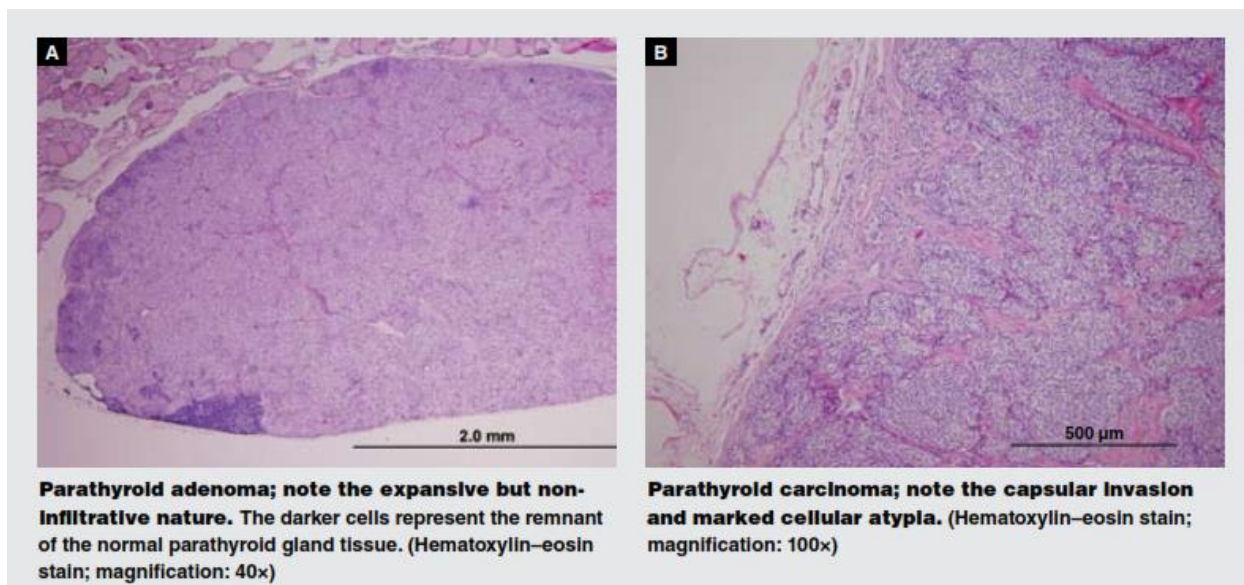 A
2.0 mm
Parathyroid adenoma; note the expansive but non-
infiltrative nature. The darker cells represent the remnant
of the normal parathyroid gland tissue. (Hematoxylin–eosin
stain; magnification: 40×)
B
500 μm
Parathyroid carcinoma; note the capsular invasion
and marked cellular atypia. (Hematoxylin–eosin stain;
magnification: 100×)